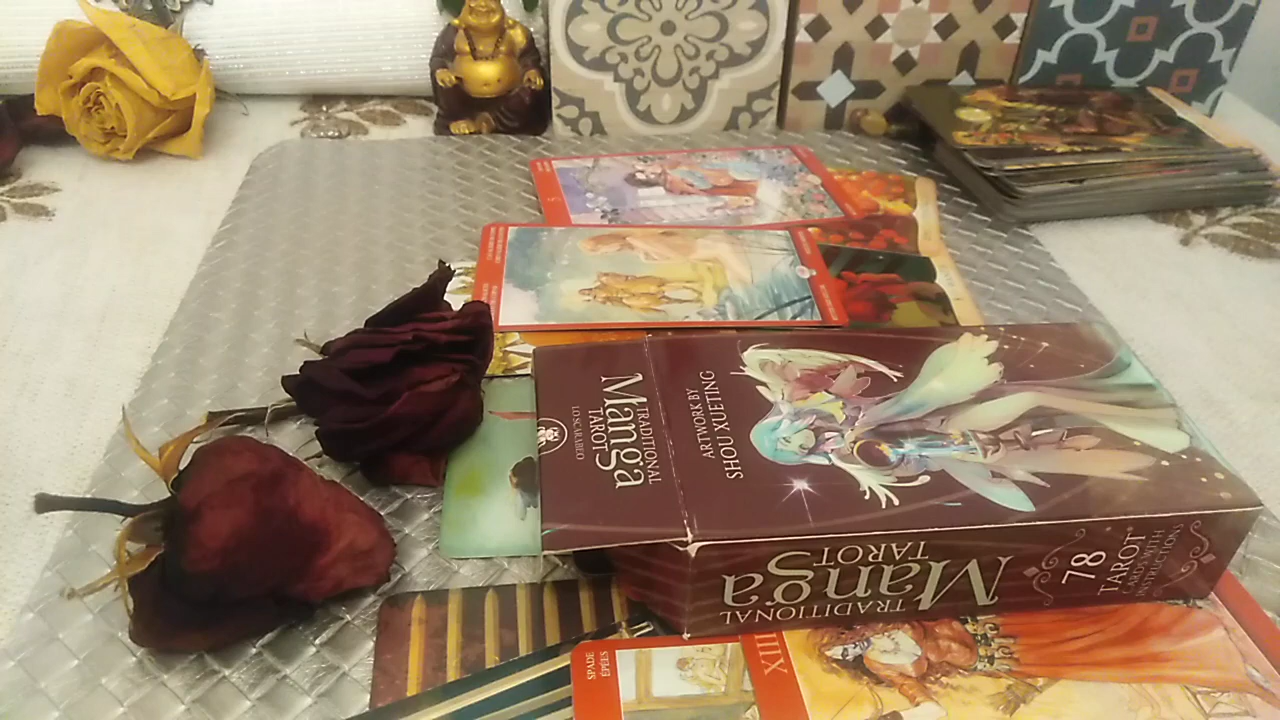 TRADITIONAL
Manga
TAROT
LO SCARABEO
ARTWORK BY
SHOU XUETING
TRADITIONAL
Manga
TAROT
78
TAROT
CARDS WITH
INSTRUCTIONS
SPADE
ÉPÉES
XIII